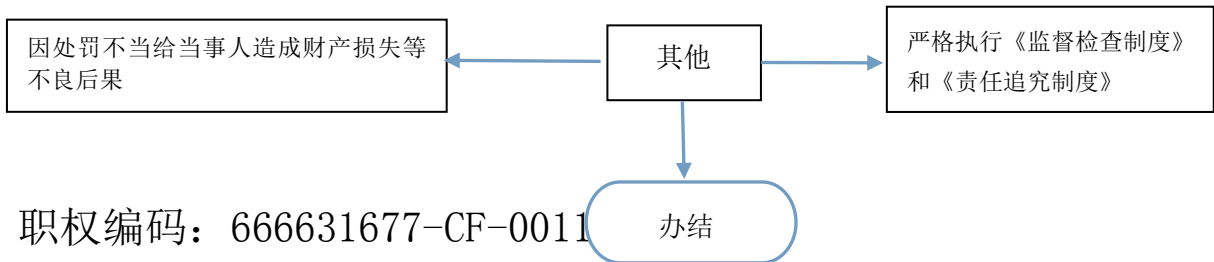 因处罚不当给当事人造成财产损失等
不良后果
其他
严格执行《监督检查制度》
和《责任追究制度》
职权编码：666631677-CF-0011
办结